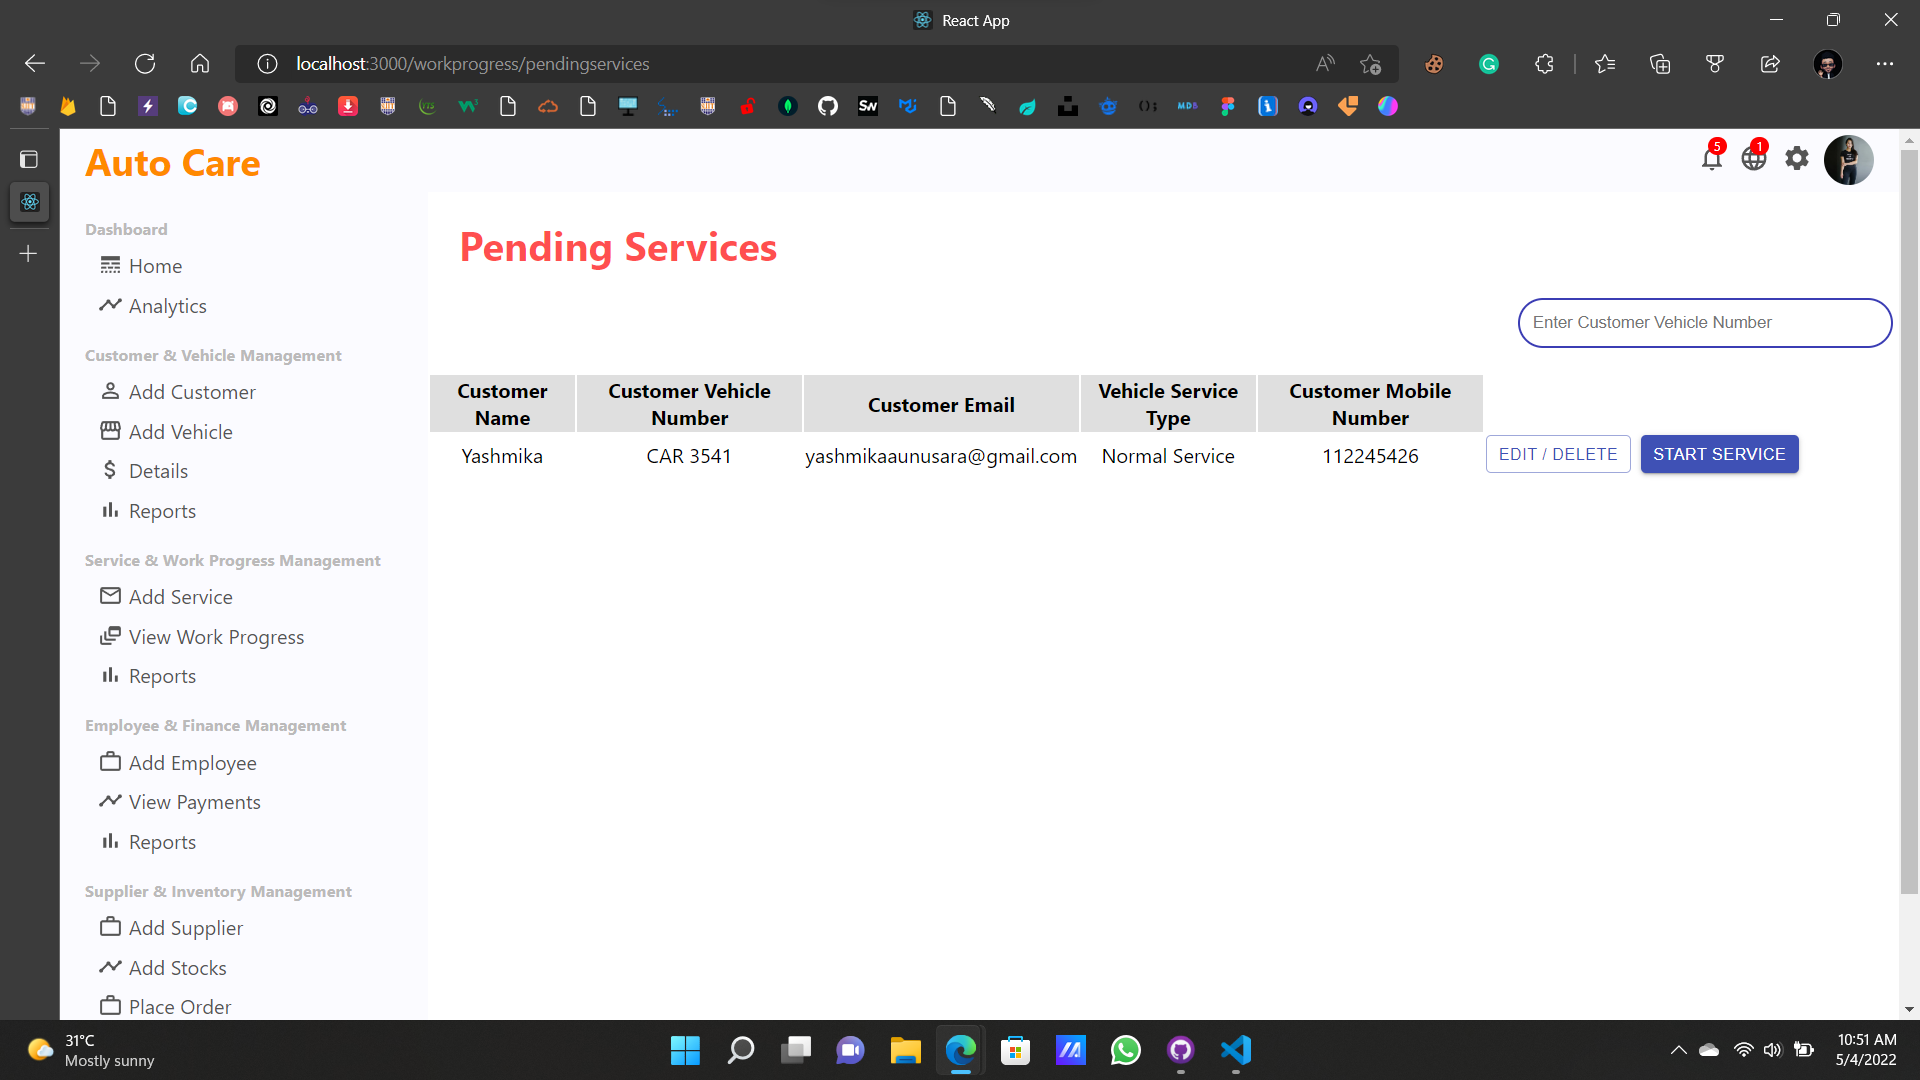 React App
localhost:3000/workprogress/pendingservices
Auto Care
5
1
Dashboard
Home
Analytics
Customer & Vehicle Management
Add Customer
Add Vehicle
Details
Reports
Service & Work Progress Management
Add Service
View Work Progress
Reports
Employee & Finance Management
Add Employee
View Payments
Reports
Supplier & Inventory Management
Add Supplier
Add Stocks
Place Order
Pending Services
Enter Customer Vehicle Number
Customer Name
Customer Vehicle Number
Customer Email
Vehicle Service Type
Customer Mobile Number
Yashmika
CAR 3541
yashmikaaunusara@gmail.com
Normal Service
112245426
EDIT / DELETE
START SERVICE
31°C
Mostly sunny
10:51 AM
5/4/2022